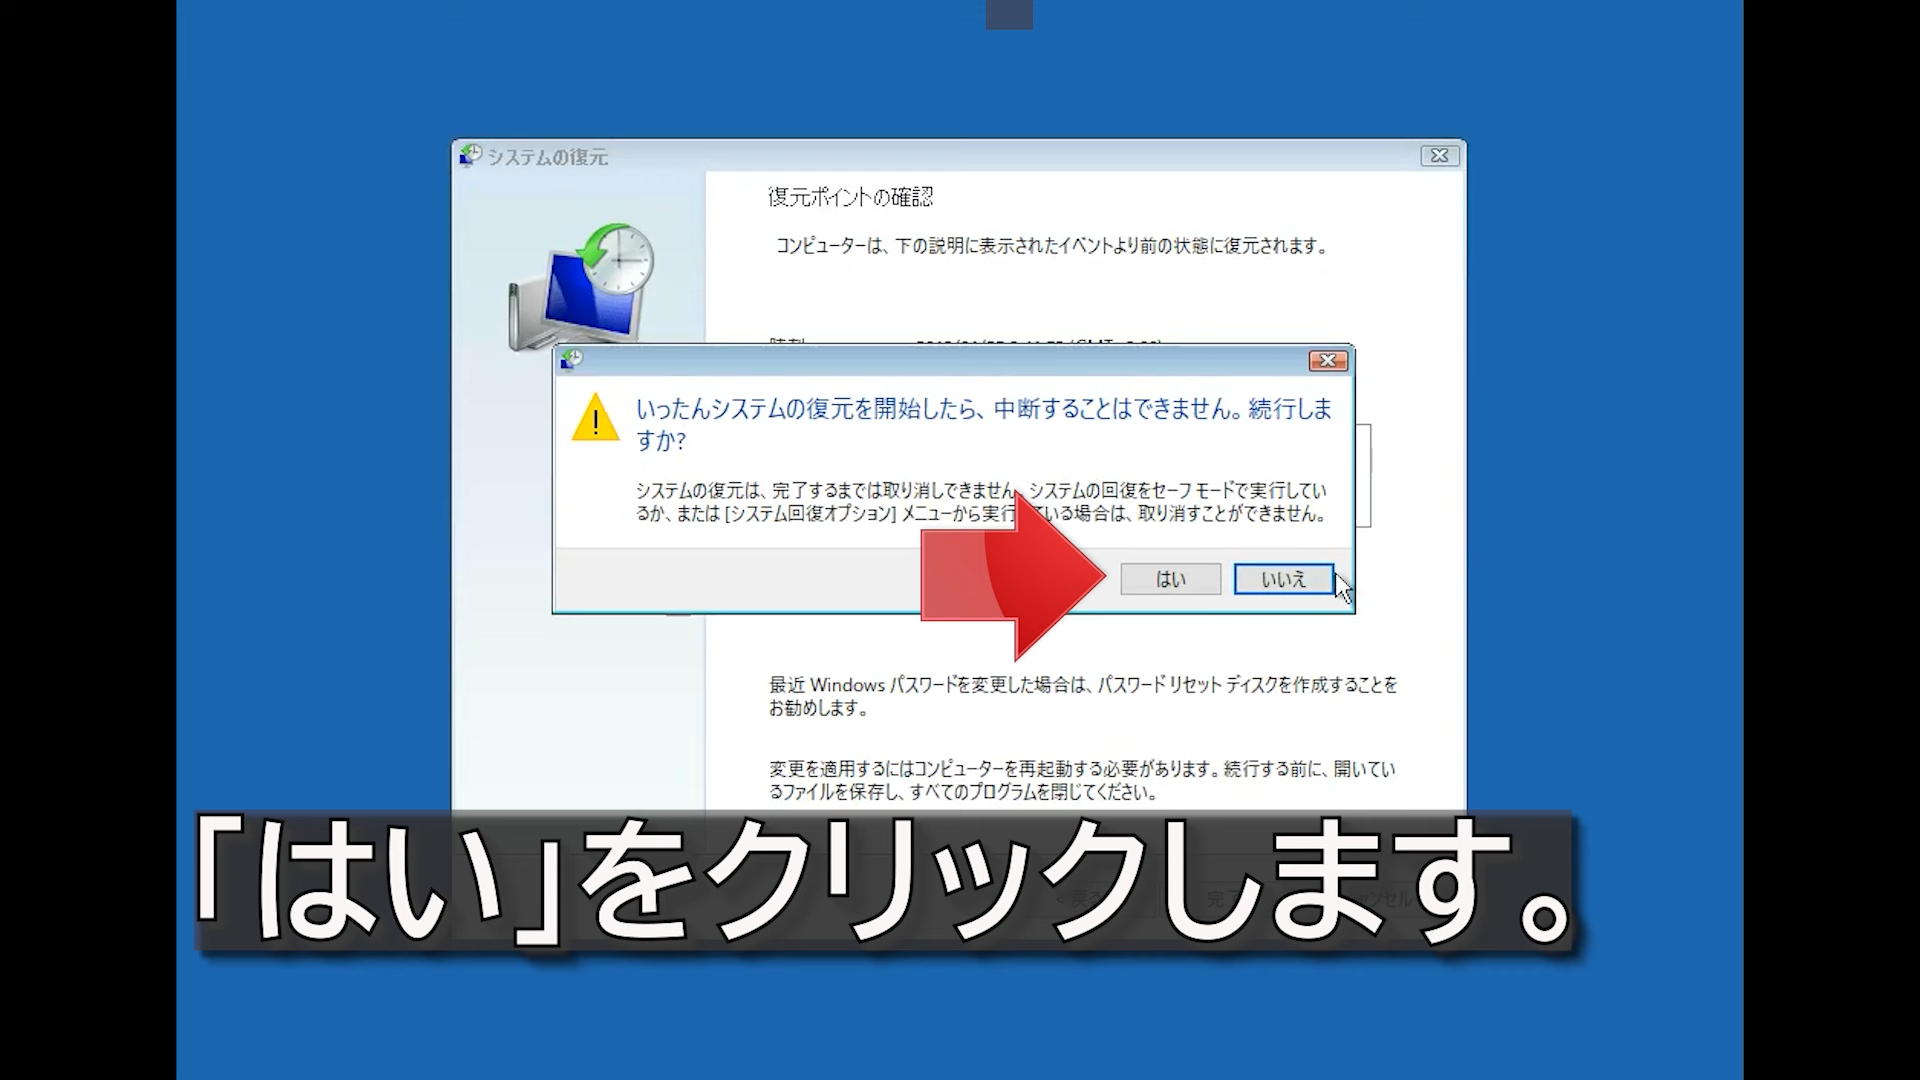 システムの復元
復元ポイントの確認
コンピューターは、下の説明に表示されたイベントより前の状態に復元されます。
いったんシステムの復元を開始したら、中断することはできません。続行しま
すか?
システムの復元は、完了するまでは取り消しできません。システムの回復をセーフ モードで実行してい
るか、または [システム回復オプション] メニューから実行している場合は、取り消すことができません。
はい
いいえ
最近 Windows パスワードを変更した場合は、パスワード リセット ディスクを作成することを
お勧めします。
変更を適用するにはコンピューターを再起動する必要があります。続行する前に、開いてい
るファイルを保存し、すべてのプログラムを閉じてください。
「はい」をクリックします。